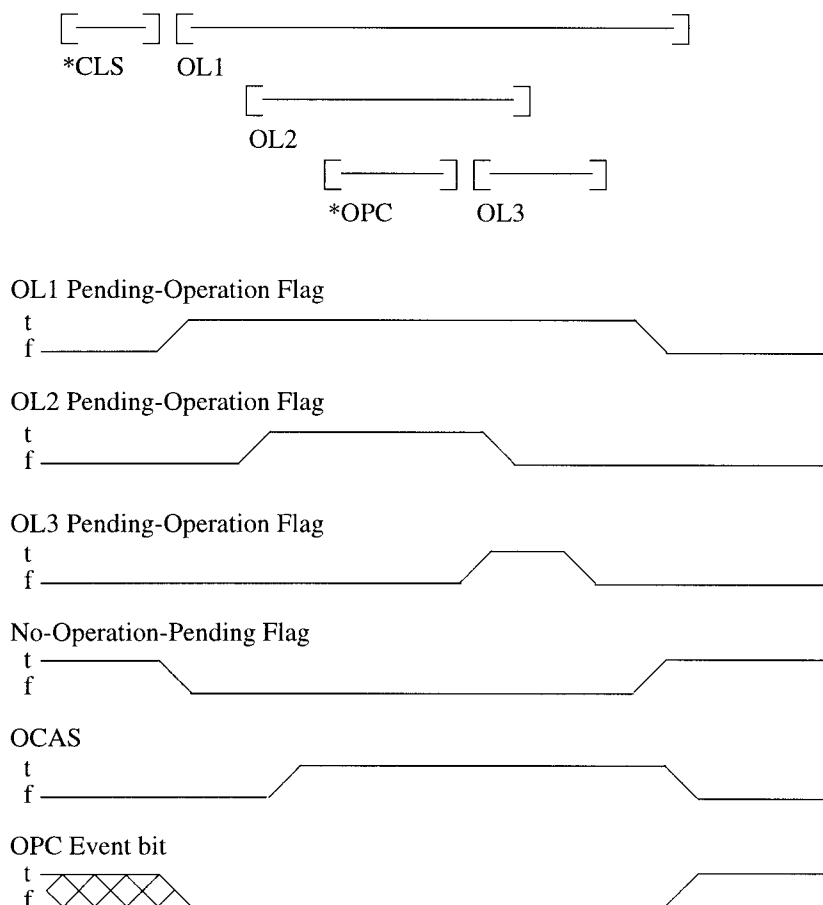 *CLS OL1
OL2
*OPC OL3
OL1 Pending-Operation Flag
t
f
OL2 Pending-Operation Flag
t
f
OL3 Pending-Operation Flag
t
f
No-Operation-Pending Flag
t
f
OCAS
t
f
OPC Event bit
t
f